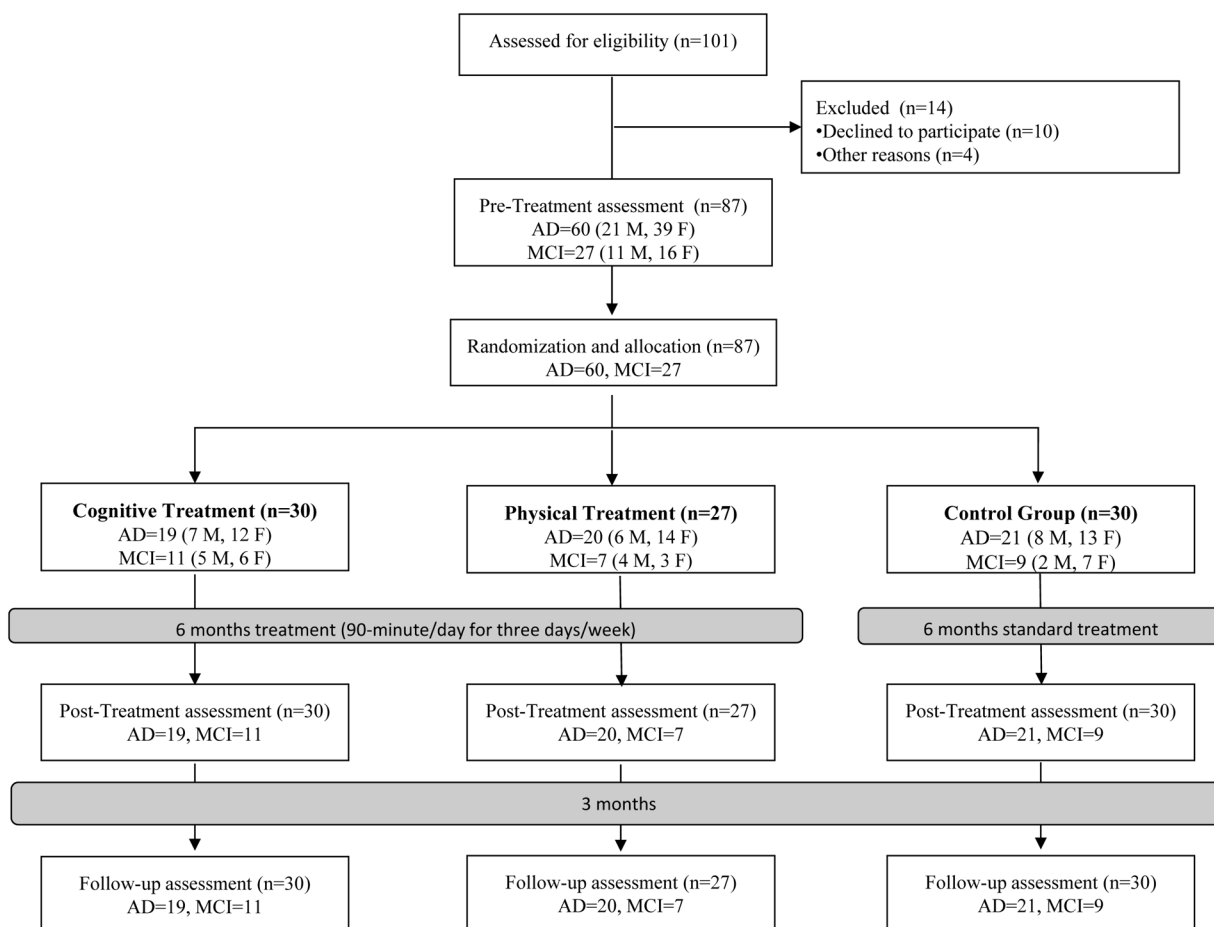 Assessed for eligibility (n=101)
Excluded  (n=14)
•Declined to participate (n=10)
•Other reasons (n=4)
Pre-Treatment assessment  (n=87)
AD=60 (21 M, 39 F)
MCI=27 (11 M, 16 F)
Randomization and allocation (n=87)
AD=60, MCI=27
Cognitive Treatment (n=30)
AD=19 (7 M, 12 F)
MCI=11 (5 M, 6 F)
Physical Treatment (n=27)
AD=20 (6 M, 14 F)
MCI=7 (4 M, 3 F)
Control Group (n=30)
AD=21 (8 M, 13 F)
MCI=9 (2 M, 7 F)
6 months treatment (90-minute/day for three days/week)
6 months standard treatment
Post-Treatment assessment (n=30)
AD=19, MCI=11
Post-Treatment assessment (n=27)
AD=20, MCI=7
Post-Treatment assessment (n=30)
AD=21, MCI=9
3 months
Follow-up assessment (n=30)
AD=19, MCI=11
Follow-up assessment (n=27)
AD=20, MCI=7
Follow-up assessment (n=30)
AD=21, MCI=9